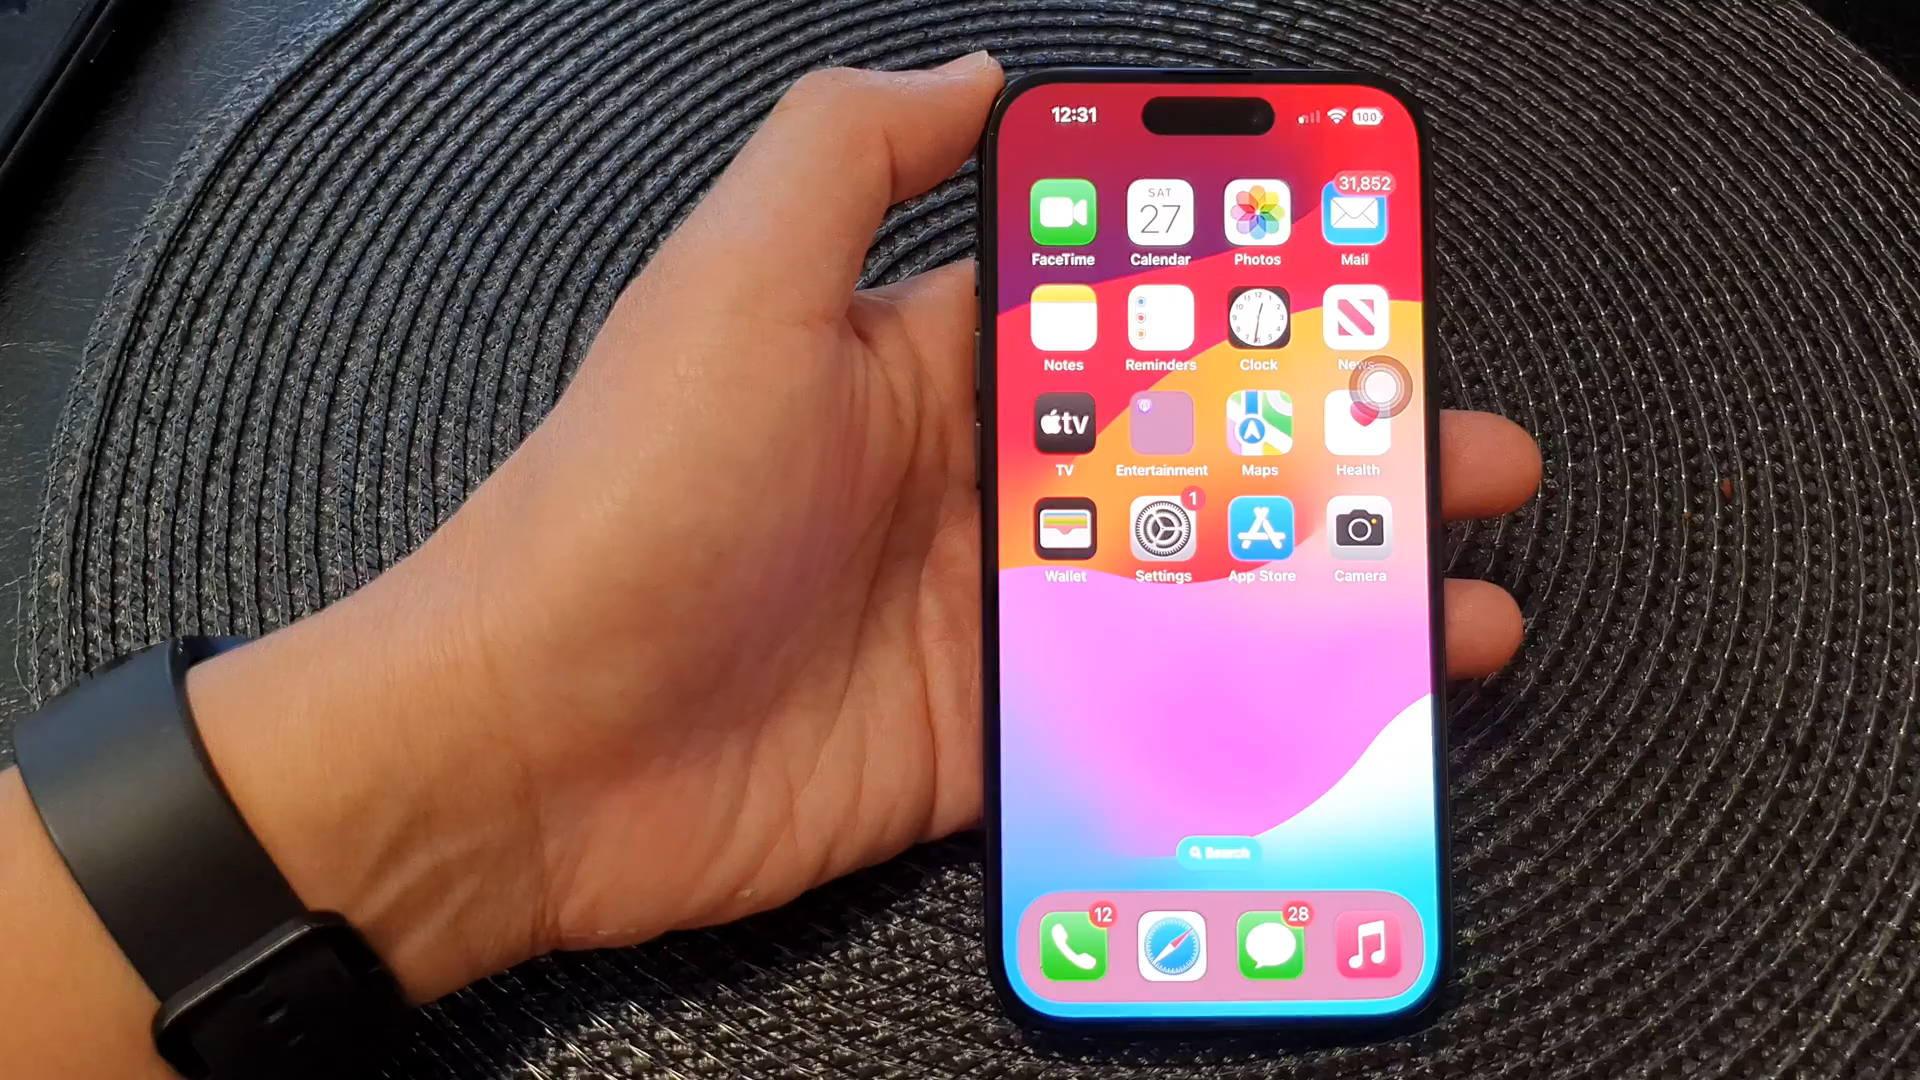 12:31 100
31,852
SAT
27
FaceTime Calendar Photos Mail
Notes Reminders Clock News
tv
TV Entertainment Maps Health
1
Wallet Settings App Store Camera
Search
12 28